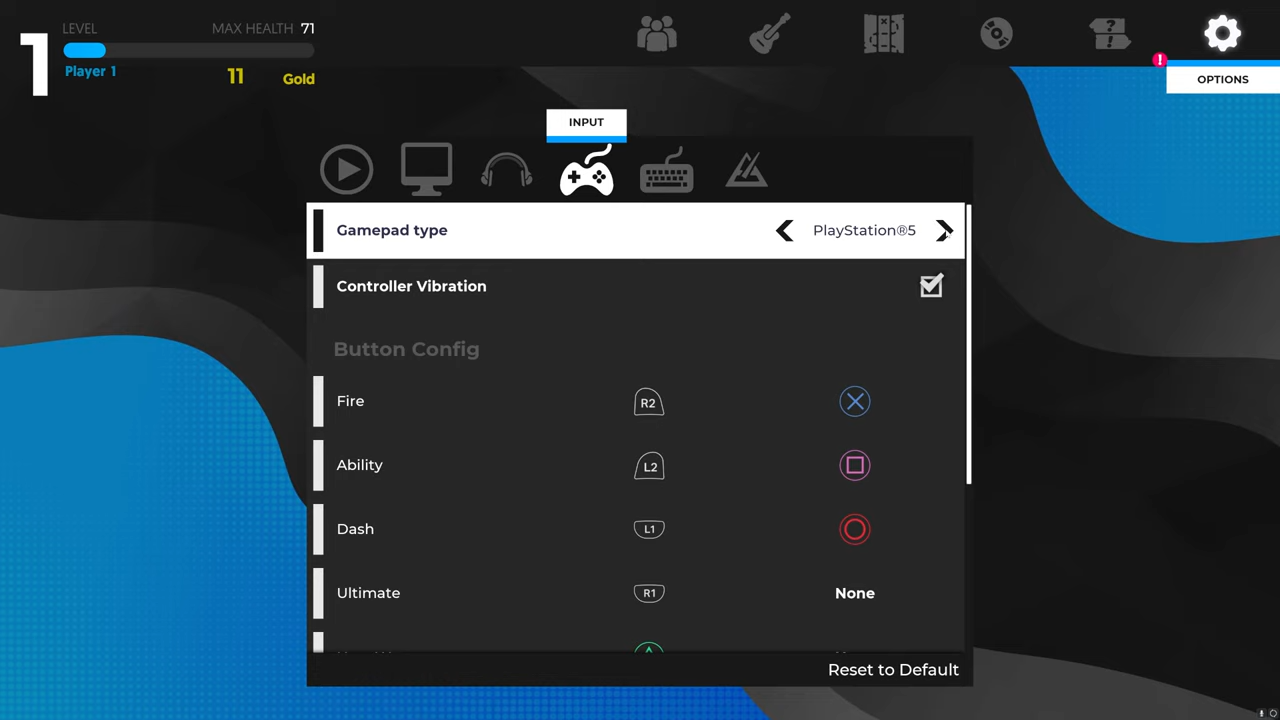 LEVEL
MAX HEALTH 71
1
Player 1
11 Gold
OPTIONS
INPUT
Gamepad type
PlayStation®5
Controller Vibration
Button Config
Fire
R2
Ability
L2
Dash
L1
Ultimate
R1
None
Reset to Default